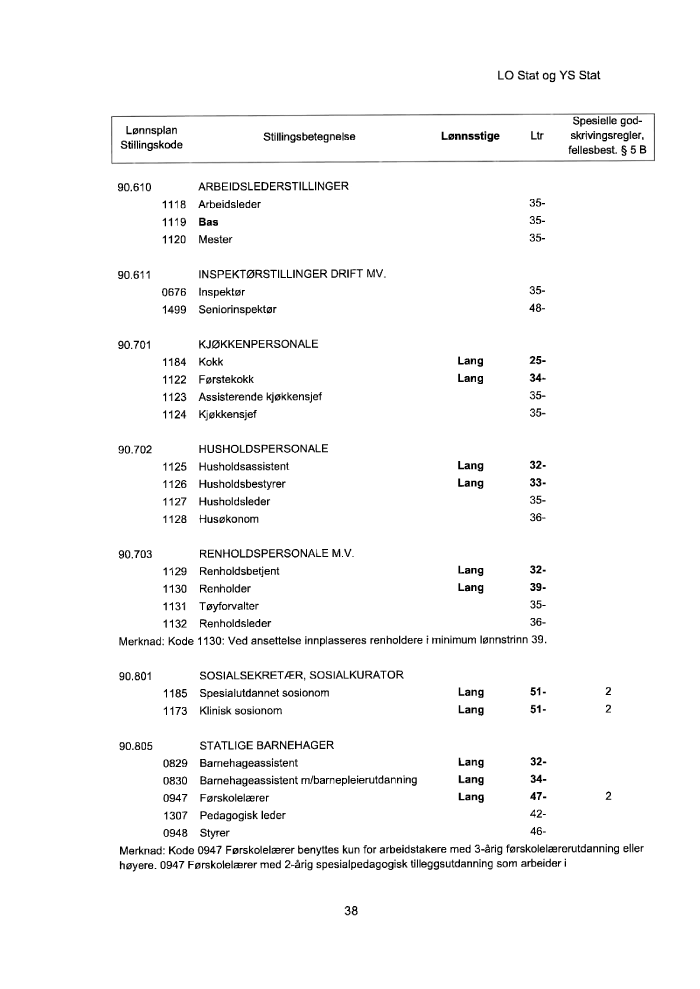 LO Stat og YS Stat
Lønnsplan Stillingskode Stillingsbetegnelse Lønnsstige Ltr Spesielle god-skrivingsregler, fellesbest. § 5 B
90.610 ARBEIDSLEDERSTILLINGER
1118 Arbeidsleder 35-
1119 Bas 35-
1120 Mester 35-
90.611 INSPEKTØRSTILLINGER DRIFT MV.
0676 Inspektør 35-
1499 Seniorinspektør 48-
90.701 KJØKKENPERSONALE
1184 Kokk Lang 25-
1122 Førstekokk Lang 34-
1123 Assisterende kjøkkensjef 35-
1124 Kjøkkensjef 35-
90.702 HUSHOLDSPERSONALE
1125 Husholdsassistent Lang 32-
1126 Husholdsbestyrer Lang 33-
1127 Husholdsleder 35-
1128 Husøkonom 36-
90.703 RENHOLDSPERSONALE M.V.
1129 Renholdsbetjent Lang 32-
1130 Renholder Lang 39-
1131 Tøyforvalter 35-
1132 Renholdsleder 36-
Merknad: Kode 1130: Ved ansettelse innplasseres renholdere i minimum lønnstrinn 39.
90.801 SOSIALSEKRETÆR, SOSIALKURATOR
1185 Spesialutdannet sosionom Lang 51- 2
1173 Klinisk sosionom Lang 51- 2
90.805 STATLIGE BARNEHAGER
0829 Barnehageassistent Lang 32-
0830 Barnehageassistent m/barnepleierutdanning Lang 34-
0947 Førskolelærer Lang 47- 2
1307 Pedagogisk leder 42-
0948 Styrer 46-
Merknad: Kode 0947 Førskolelærer benyttes kun for arbeidstakere med 3-årig førskolelærerutdanning eller
høyere. 0947 Førskolelærer med 2-årig spesialpedagogisk tilleggsutdanning som arbeider i
38